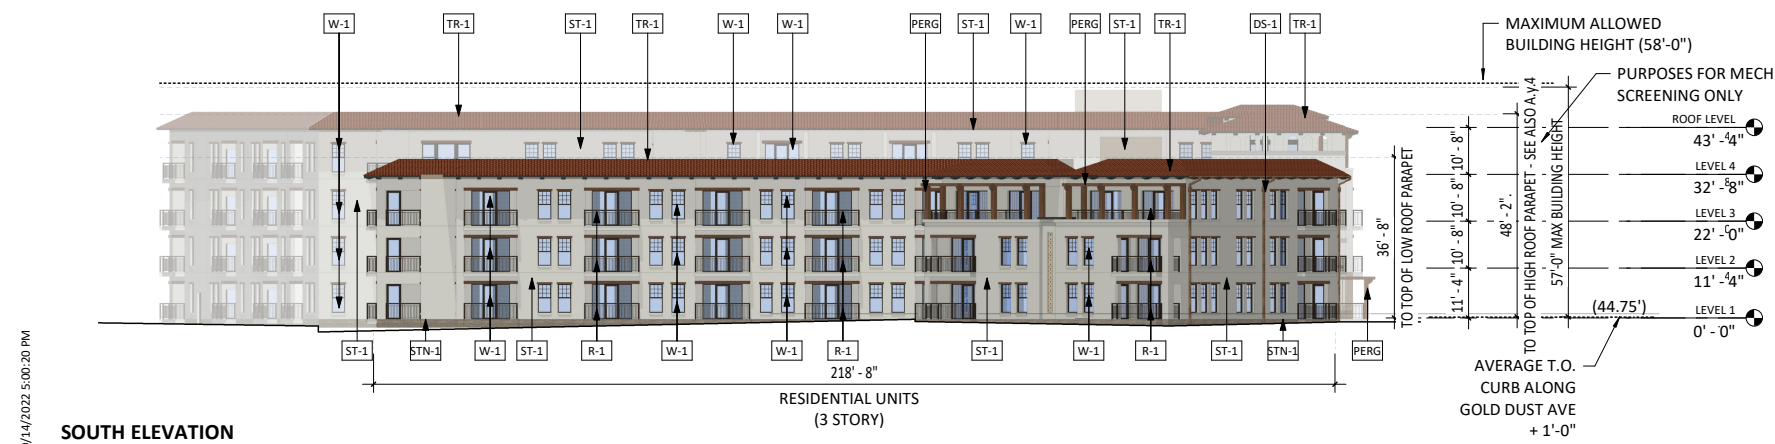 W-1 TR-1 ST-1 TR-1 W-1 W-1 PERG ST-1 W-1 PERG ST-1 TR-1 DS-1 TR-1
MAXIMUM ALLOWED
BUILDING HEIGHT (58'-0")
PURPOSES FOR MECH
SCREENING ONLY
ROOF LEVEL
43' - 4"
LEVEL 4
32' - 8"
LEVEL 3
22' - 0"
LEVEL 2
11' - 4"
LEVEL 1
0' - 0"
(44.75')
36' - 8"
TO TOP OF LOW ROOF PARAPET
11' - 4" 10' - 8" 10' - 8" 10' - 8"
48' - 2".
TO TOP OF HIGH ROOF PARAPET - SEE ALSO A.y.4
57'-0" MAX BUILDING HEIGHT
AVERAGE T.O.
CURB ALONG
GOLD DUST AVE
+ 1'-0"
ST-1 STN-1 W-1 ST-1 R-1 W-1 W-1 R-1 ST-1 W-1 R-1 ST-1 STN-1 PERG
218' - 8"
RESIDENTIAL UNITS
(3 STORY)
SOUTH ELEVATION
/14/2022 5:00:20 PM